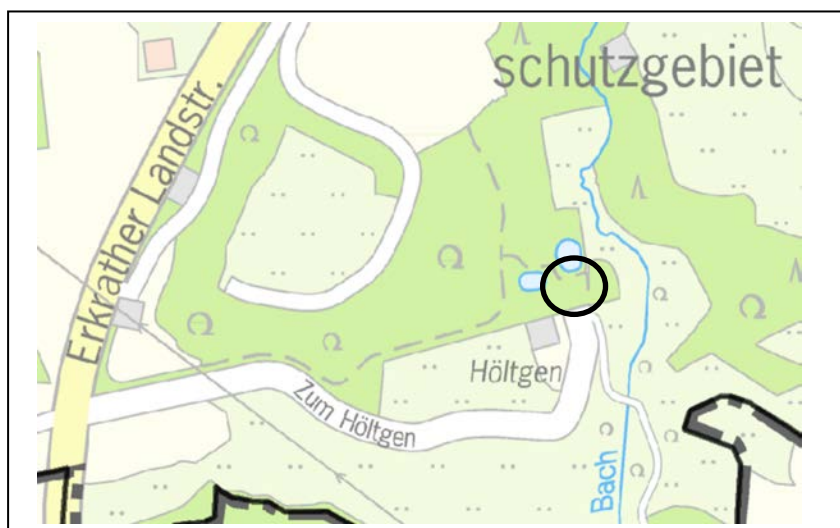 schutzgebiet
Erkrather Landstr.
Höltgen
Zum Höltgen
Bach